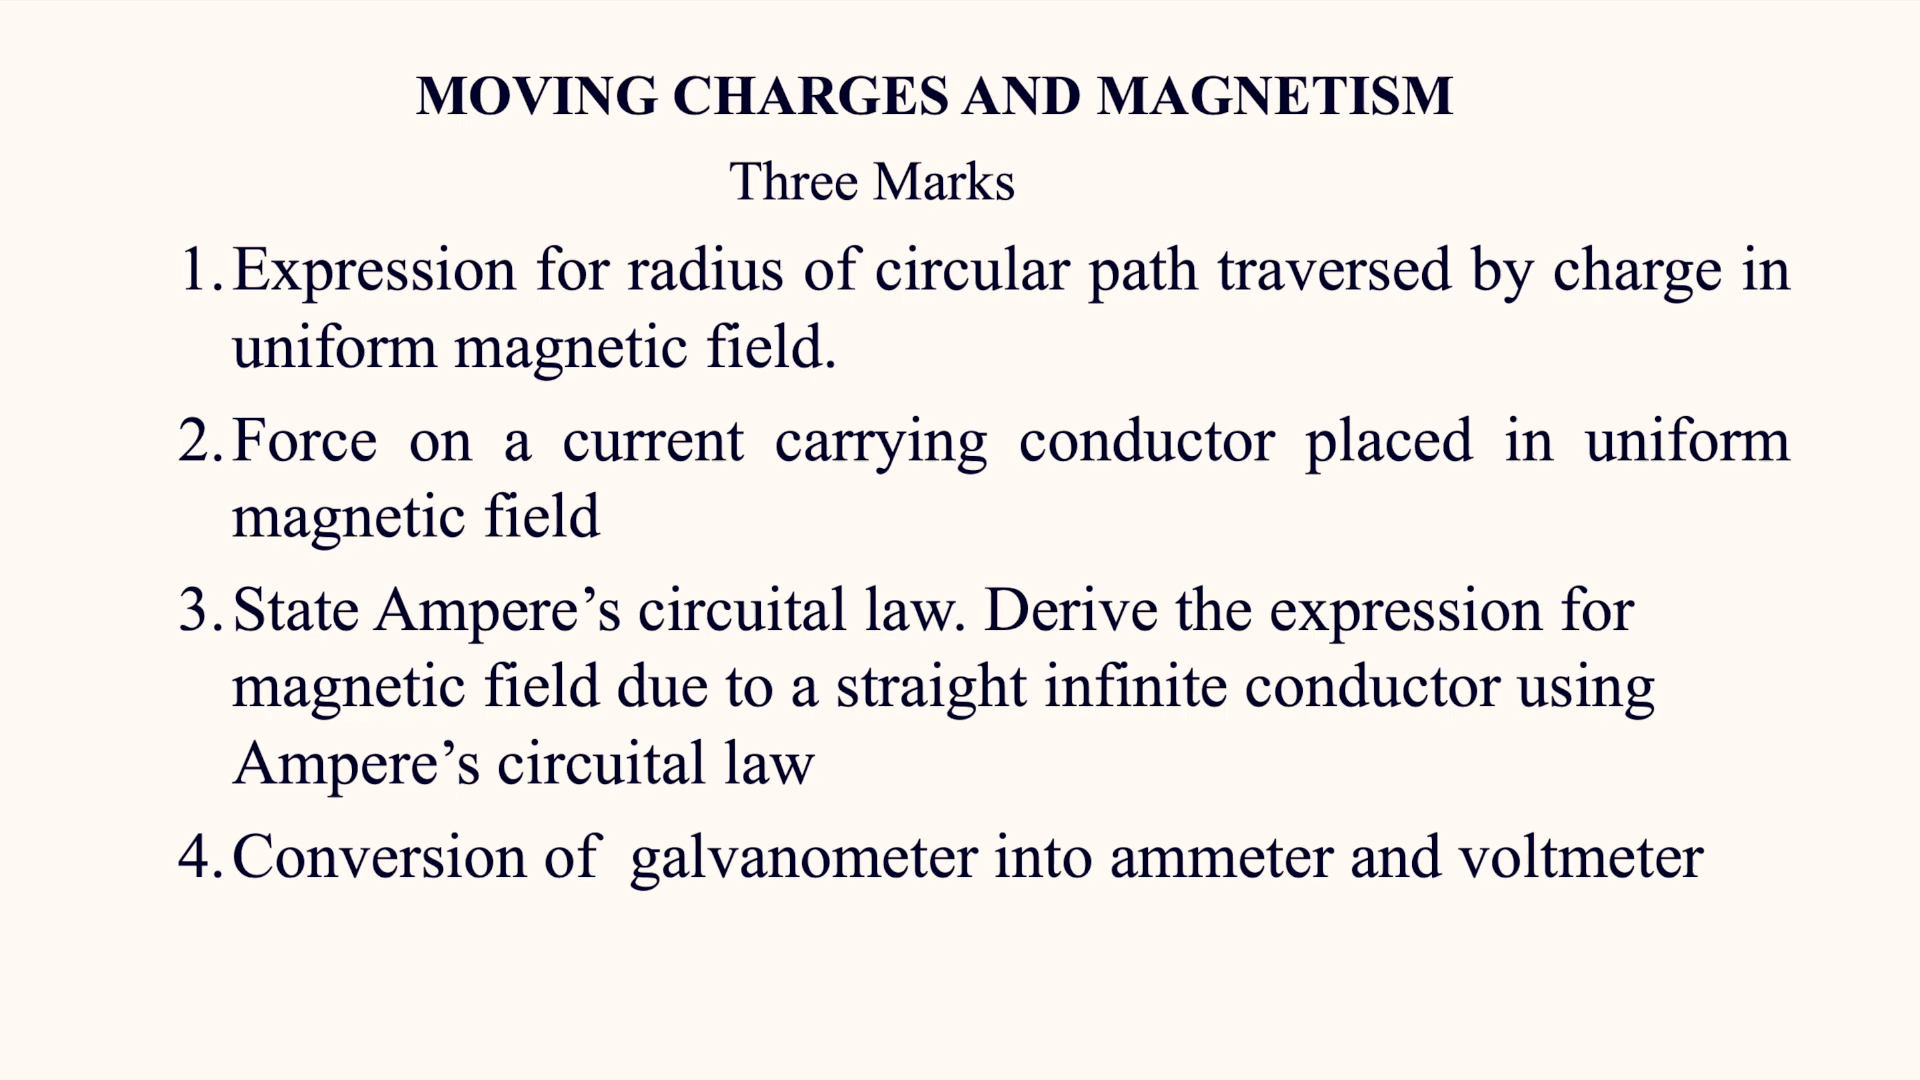 MOVING CHARGES AND MAGNETISM
Three Marks
1. Expression for radius of circular path traversed by charge in
uniform magnetic field.
2. Force on a current carrying conductor placed in uniform
magnetic field
3. State Ampere’s circuital law. Derive the expression for
magnetic field due to a straight infinite conductor using
Ampere’s circuital law
4. Conversion of galvanometer into ammeter and voltmeter